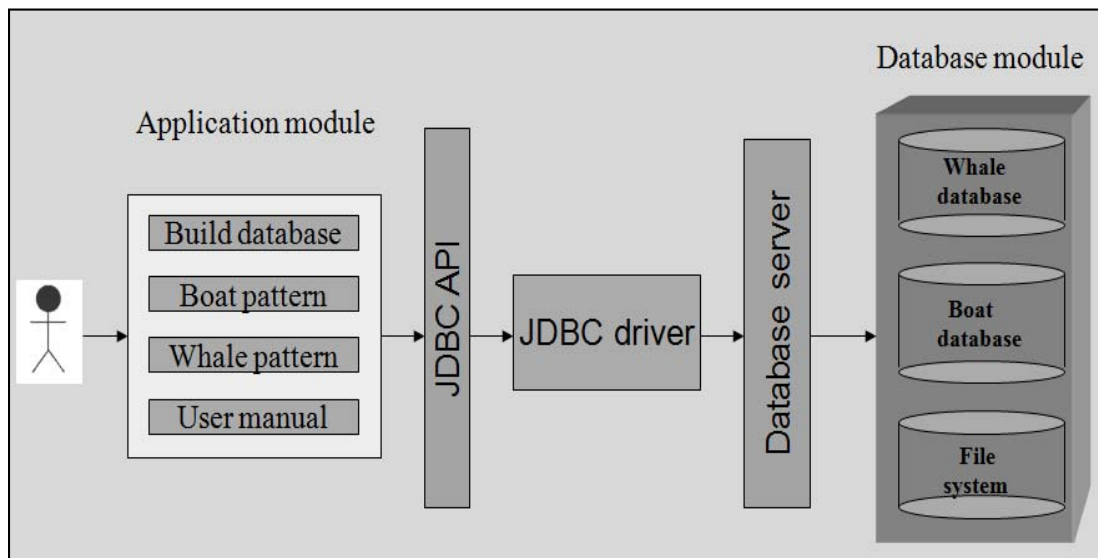 Application module
Build database
Boat pattern
Whale pattern
User manual
JDBC API
JDBC driver
Database server
Database module
Whale
database
Boat
database
File
system